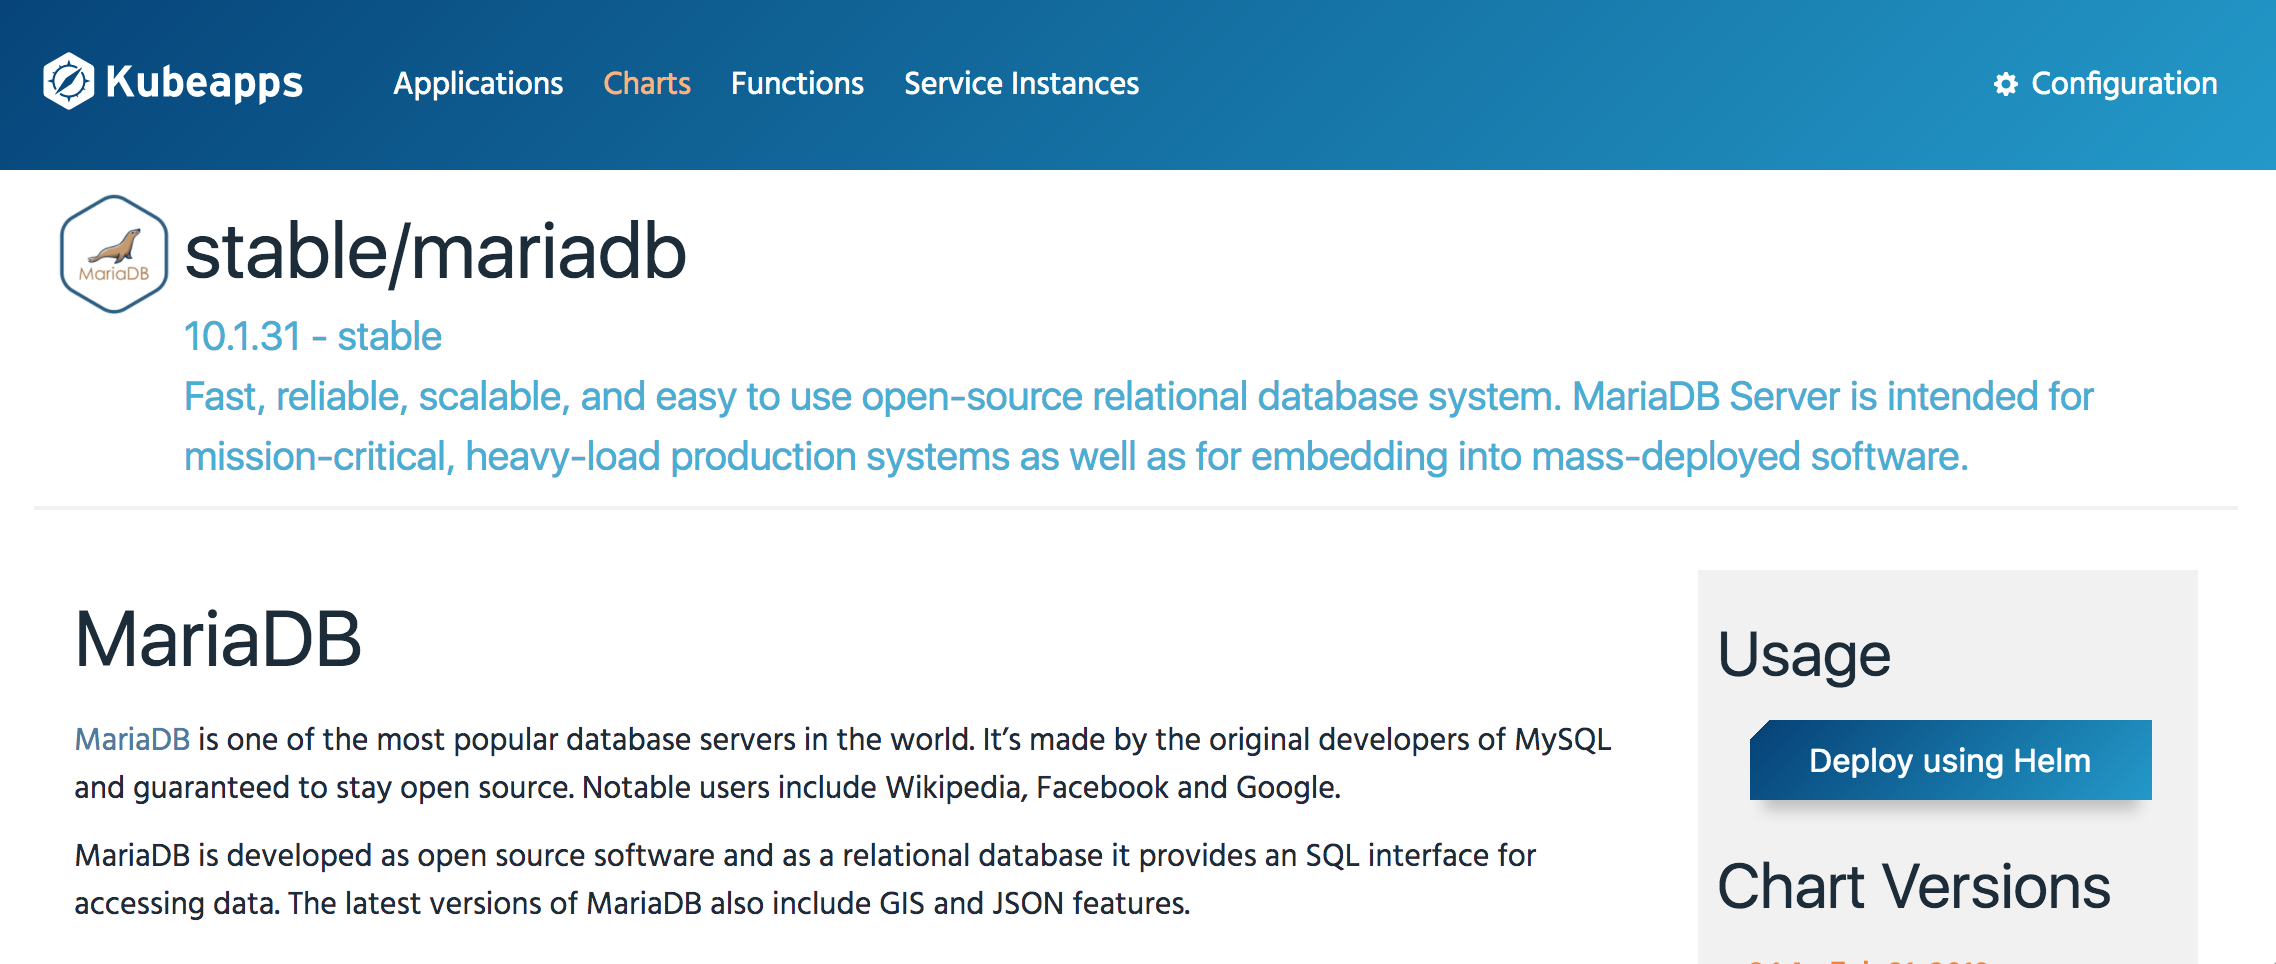 Kubeapps
Applications Charts Functions Service Instances
Configuration
MariaDB
stable/mariadb
10.1.31 - stable
Fast, reliable, scalable, and easy to use open-source relational database system. MariaDB Server is intended for
mission-critical, heavy-load production systems as well as for embedding into mass-deployed software.
MariaDB
MariaDB is one of the most popular database servers in the world. It’s made by the original developers of MySQL
and guaranteed to stay open source. Notable users include Wikipedia, Facebook and Google.
MariaDB is developed as open source software and as a relational database it provides an SQL interface for
accessing data. The latest versions of MariaDB also include GIS and JSON features.
Usage
Deploy using Helm
Chart Versions